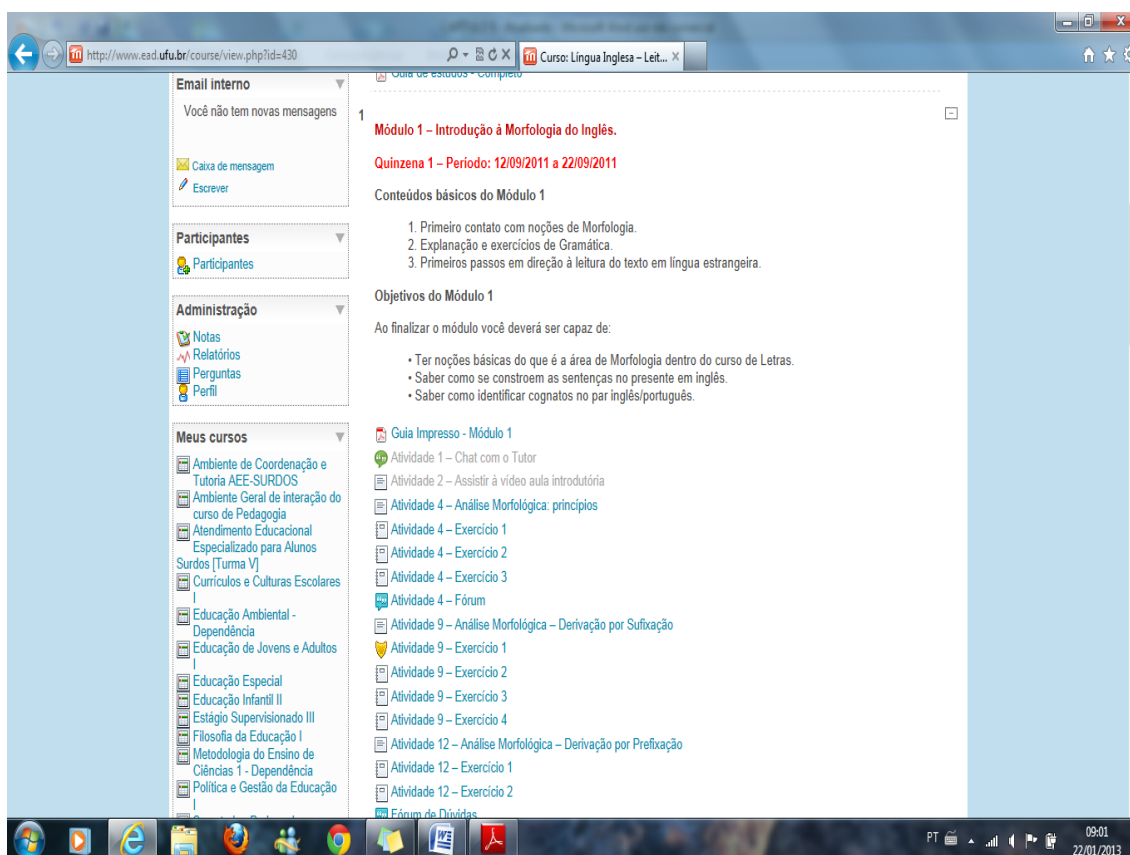 http://www.ead.ufu.br/course/view.php?id=430
Curso: Língua Inglesa – Leit...
Email interno
Você não tem novas mensagens
Caixa de mensagem
Escrever
Participantes
Participantes
Administração
Notas
Relatórios
Perguntas
Perfil
Meus cursos
Ambiente de Coordenação e
Tutoria AEE-SURDOS
Ambiente Geral de interação do
curso de Pedagogia
Atendimento Educacional
Especializado para Alunos
Surdos [Turma V]
Currículos e Culturas Escolares
I
Educação Ambiental -
Dependência
Educação de Jovens e Adultos
I
Educação Especial
Educação Infantil II
Estágio Supervisionado III
Filosofia da Educação I
Metodologia do Ensino de
Ciências 1 - Dependência
Política e Gestão da Educação
I
Guia de estudos - Completo
1
Módulo 1 – Introdução à Morfologia do Inglês.
Quinzena 1 – Período: 12/09/2011 a 22/09/2011
Conteúdos básicos do Módulo 1
1. Primeiro contato com noções de Morfologia.
2. Explanação e exercícios de Gramática.
3. Primeiros passos em direção à leitura do texto em língua estrangeira.
Objetivos do Módulo 1
Ao finalizar o módulo você deverá ser capaz de:
• Ter noções básicas do que é a área de Morfologia dentro do curso de Letras.
• Saber como se constroem as sentenças no presente em inglês.
• Saber como identificar cognatos no par inglês/português.
Guia Impresso - Módulo 1
Atividade 1 – Chat com o Tutor
Atividade 2 – Assistir à vídeo aula introdutória
Atividade 4 – Análise Morfológica: princípios
Atividade 4 – Exercício 1
Atividade 4 – Exercício 2
Atividade 4 – Exercício 3
Atividade 4 – Fórum
Atividade 9 – Análise Morfológica – Derivação por Sufixação
Atividade 9 – Exercício 1
Atividade 9 – Exercício 2
Atividade 9 – Exercício 3
Atividade 9 – Exercício 4
Atividade 12 – Análise Morfológica – Derivação por Prefixação
Atividade 12 – Exercício 1
Atividade 12 – Exercício 2
Fórum de Dúvidas
PT
09:01
22/01/2013